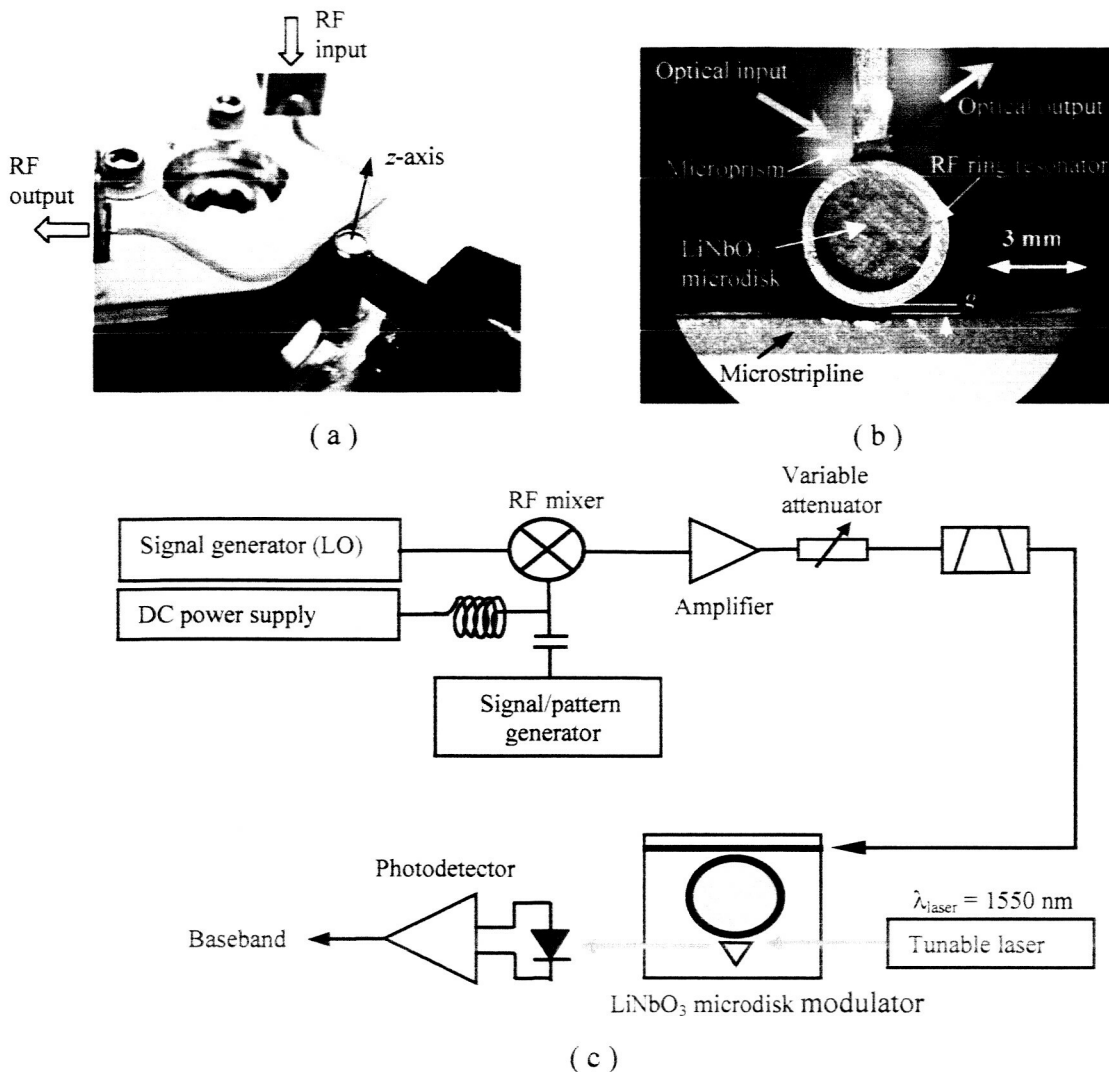 RF
input
z-axis
RF
output
( a )
Optical input
Optical output
Microprism
RF ring resonator
LiNbO
microdisk
3 mm
g
Microstripline
( b )
Signal generator (LO)
DC power supply
RF mixer
Signal/pattern
generator
Amplifier
Variable
attenuator
Photodetector
Baseband
λlaser = 1550 nm
Tunable laser
LiNbO₃ microdisk modulator
( c )